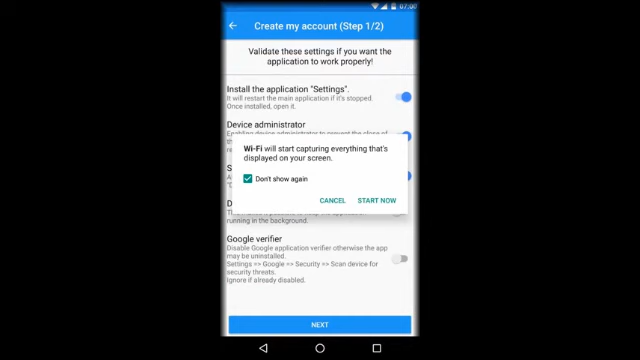 07:00
Create my account (Step 1/2)
Validate these settings if you want the
application to work properly!
Install the application "Settings".
It will restart the main application if it's stopped.
Once installed, open it.
Device administrator
Enabling device administrator to prevent the close of
Wi-Fi will start capturing everything that's
displayed on your screen.
Don't show again
CANCEL
START NOW
running in the background.
Google verifier
Disable Google application verifier otherwise the app
may be uninstalled.
Settings => Google => Security => Scan device for
security threats.
Ignore if already disabled.
NEXT